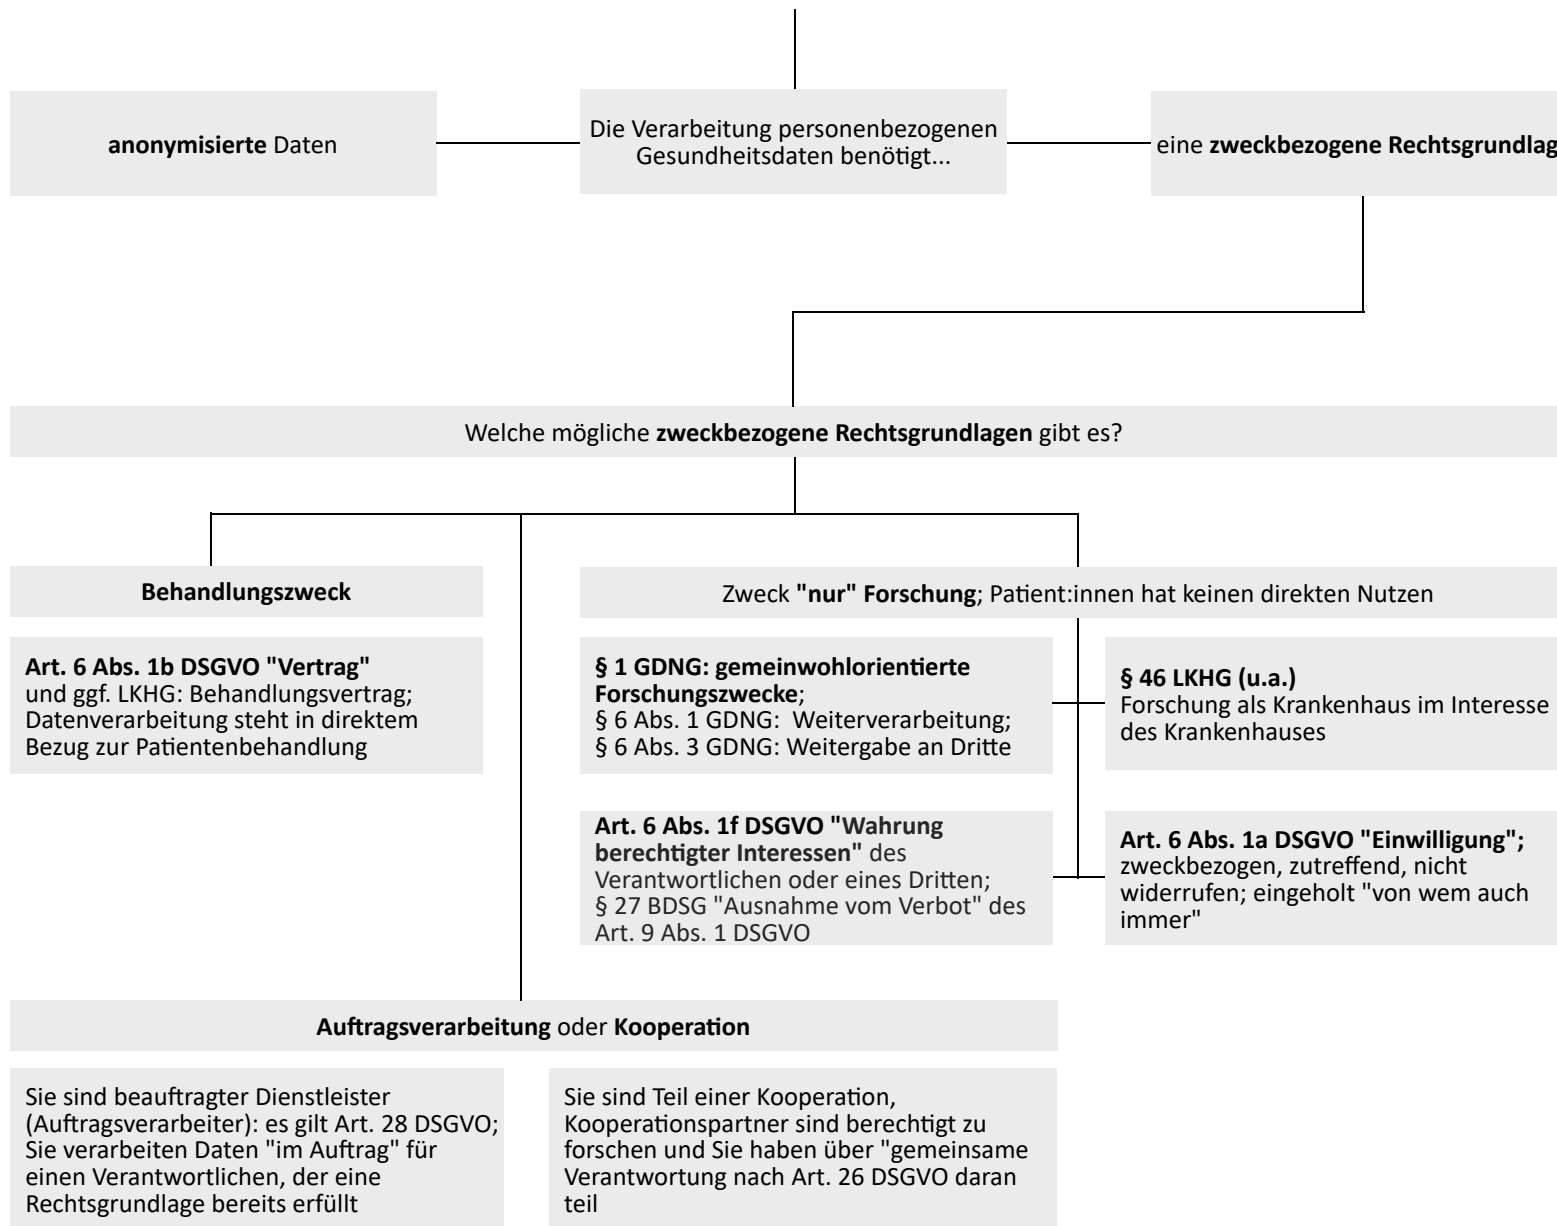 anonymisierte Daten
Die Verarbeitung personenbezogenen
Gesundheitsdaten benötigt...
eine zweckbezogene Rechtsgrundlag
Welche mögliche zweckbezogene Rechtsgrundlagen gibt es?
Behandlungszweck
Art. 6 Abs. 1b DSGVO "Vertrag"
und ggf. LKHG: Behandlungsvertrag;
Datenverarbeitung steht in direktem
Bezug zur Patientenbehandlung
Zweck "nur" Forschung; Patient:innen hat keinen direkten Nutzen
§ 1 GDNG: gemeinwohlorientierte
Forschungszwecke;
§ 6 Abs. 1 GDNG: Weiterverarbeitung;
§ 6 Abs. 3 GDNG: Weitergabe an Dritte
§ 46 LKHG (u.a.)
Forschung als Krankenhaus im Interesse
des Krankenhauses
Art. 6 Abs. 1f DSGVO "Wahrung
berechtigter Interessen" des
Verantwortlichen oder eines Dritten;
§ 27 BDSG "Ausnahme vom Verbot" des
Art. 9 Abs. 1 DSGVO
Art. 6 Abs. 1a DSGVO "Einwilligung";
zweckbezogen, zutreffend, nicht
widerrufen; eingeholt "von wem auch
immer"
Auftragsverarbeitung oder Kooperation
Sie sind beauftragter Dienstleister
(Auftragsverarbeiter): es gilt Art. 28 DSGVO;
Sie verarbeiten Daten "im Auftrag" für
einen Verantwortlichen, der eine
Rechtsgrundlage bereits erfüllt
Sie sind Teil einer Kooperation,
Kooperationspartner sind berechtigt zu
forschen und Sie haben über "gemeinsame
Verantwortung nach Art. 26 DSGVO daran
teil